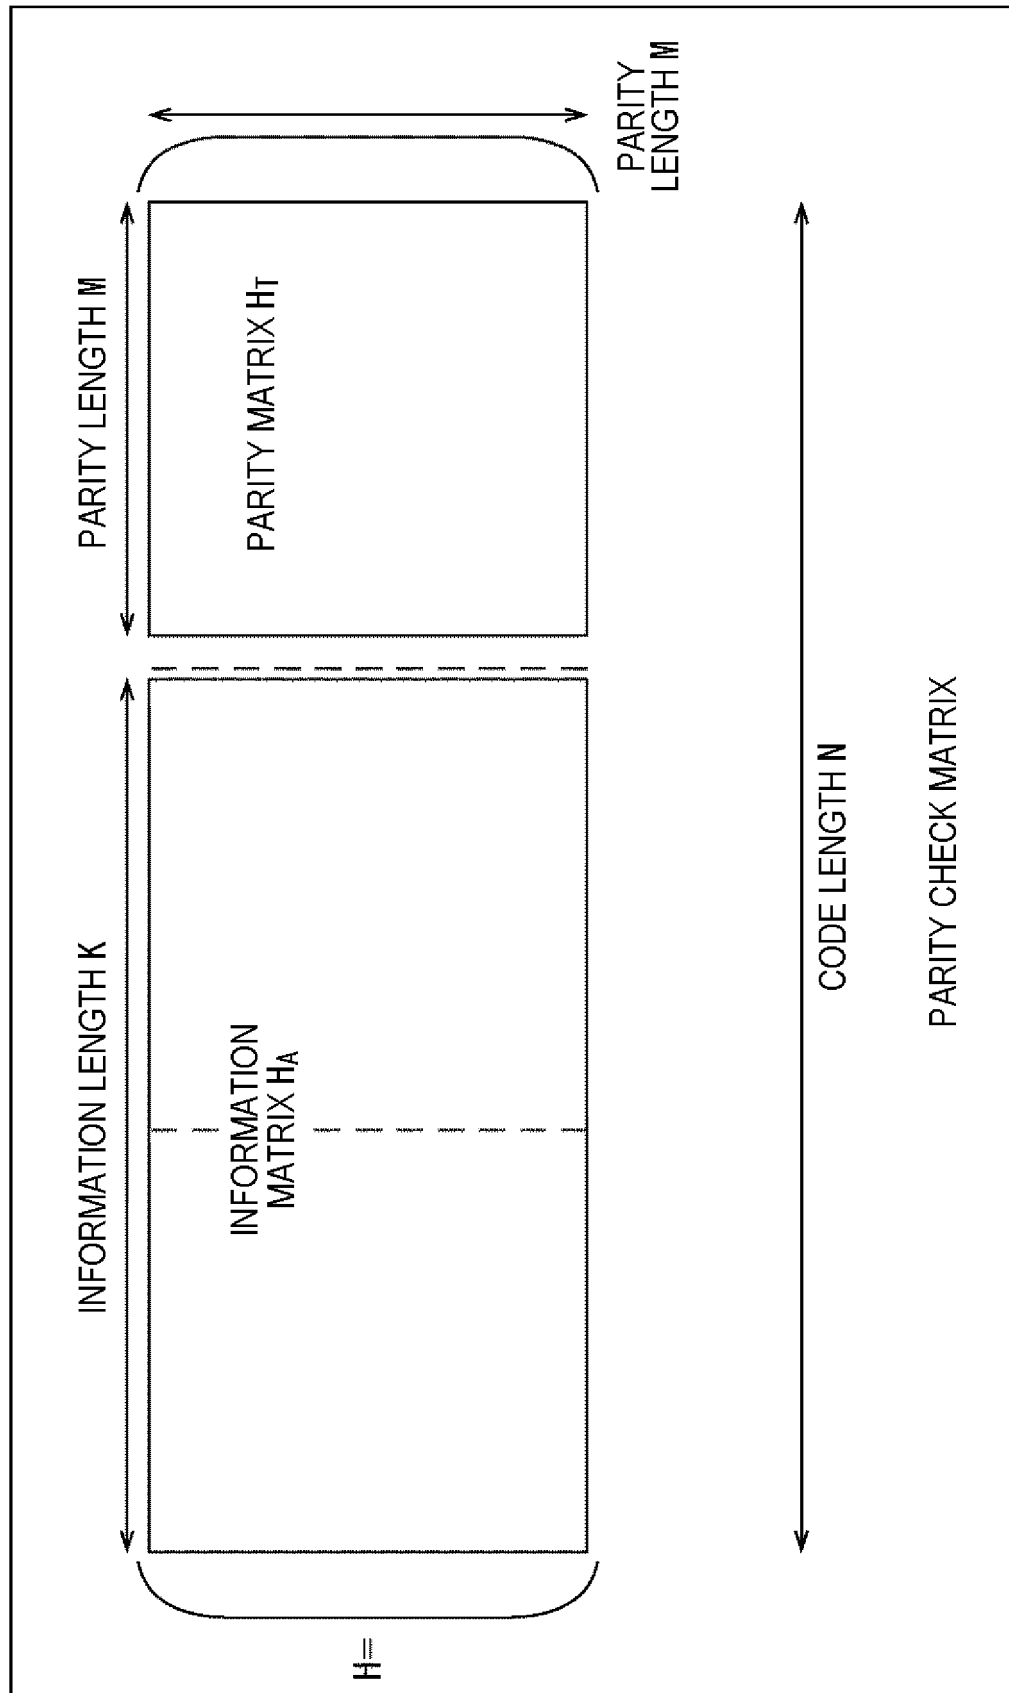 H=
INFORMATION LENGTH K
PARITY LENGTH M
INFORMATION
MATRIX HA
PARITY MATRIX HT
PARITY
LENGTH M
CODE LENGTH N
PARITY CHECK MATRIX